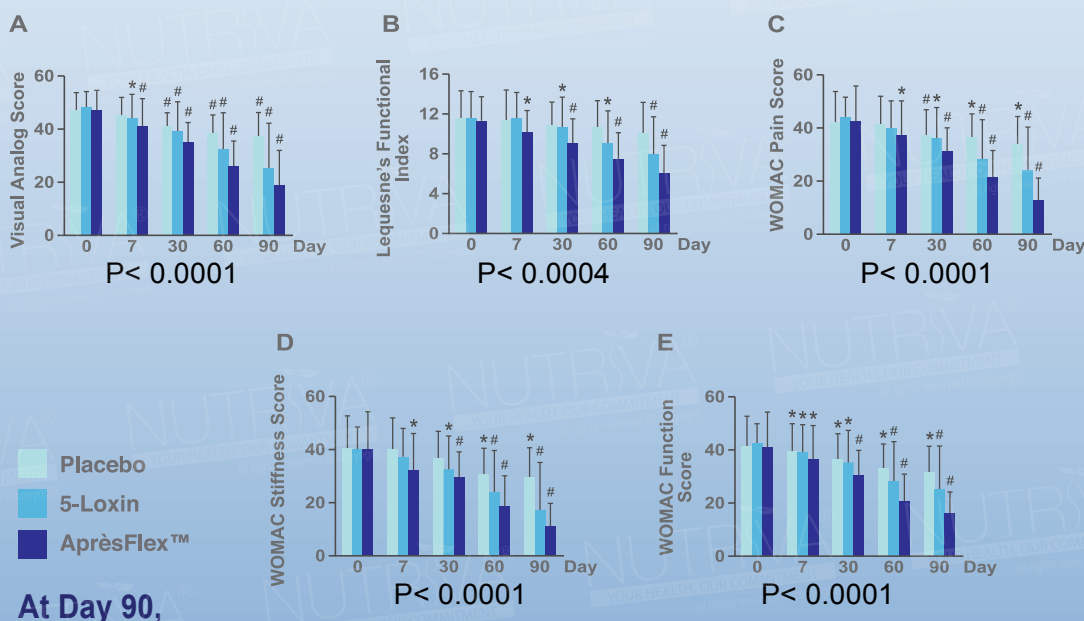 A
Visual Analog Score
60
40
20
0
* #
# # #
# # #
# # #
0 7 30 60 90 Day
P< 0.0001
B
Lequesne's Functional
Index
16
12
8
4
0
*
* #
* #
# #
0 7 30 60 90 Day
P< 0.0004
C
WOMAC Pain Score
60
40
20
0
*
# * #
* # #
* # #
0 7 30 60 90 Day
P< 0.0001
D
WOMAC Stiffness Score
60
40
20
0
*
* #
* # #
* # #
0 7 30 60 90 Day
P< 0.0001
E
WOMAC Function
Score
60
40
20
0
* * *
* * #
* # #
* # #
0 7 30 60 90 Day
P< 0.0001
Placebo
5-Loxin
AprèsFlex™
At Day 90,
NUTRIVA®
YOUR HEALTH, OUR COMMITMENT